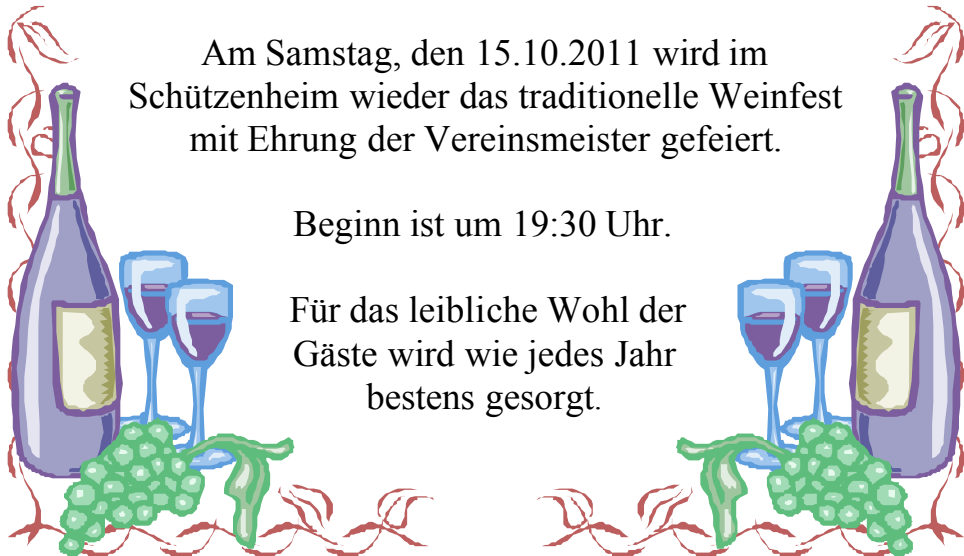 Am Samstag, den 15.10.2011 wird im
Schützenheim wieder das traditionelle Weinfest
mit Ehrung der Vereinsmeister gefeiert.
Beginn ist um 19:30 Uhr.
Für das leibliche Wohl der
Gäste wird wie jedes Jahr
bestens gesorgt.